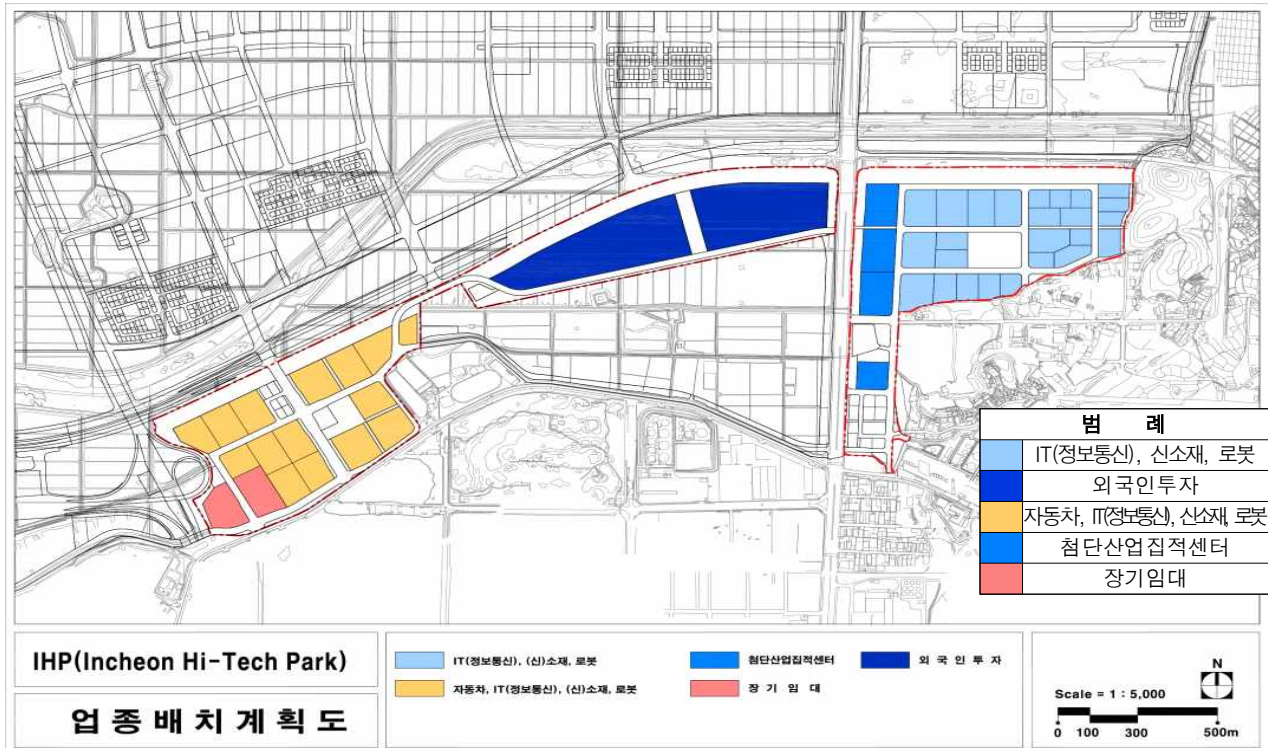 범 례
IT(정보통신), 신소재, 로봇
외국인투자
자동차, IT(정보통신), 신소재, 로봇
첨단산업집적센터
장기임대
IHP(Incheon Hi-Tech Park)
업종배치계획도
IT(정보통신), (신)소재, 로봇
첨단산업집적센터
외 국 인 투 자
자동차, IT(정보통신), (신)소재, 로봇
장 기 임 대
N
Scale = 1 : 5,000
0 100 300 500m